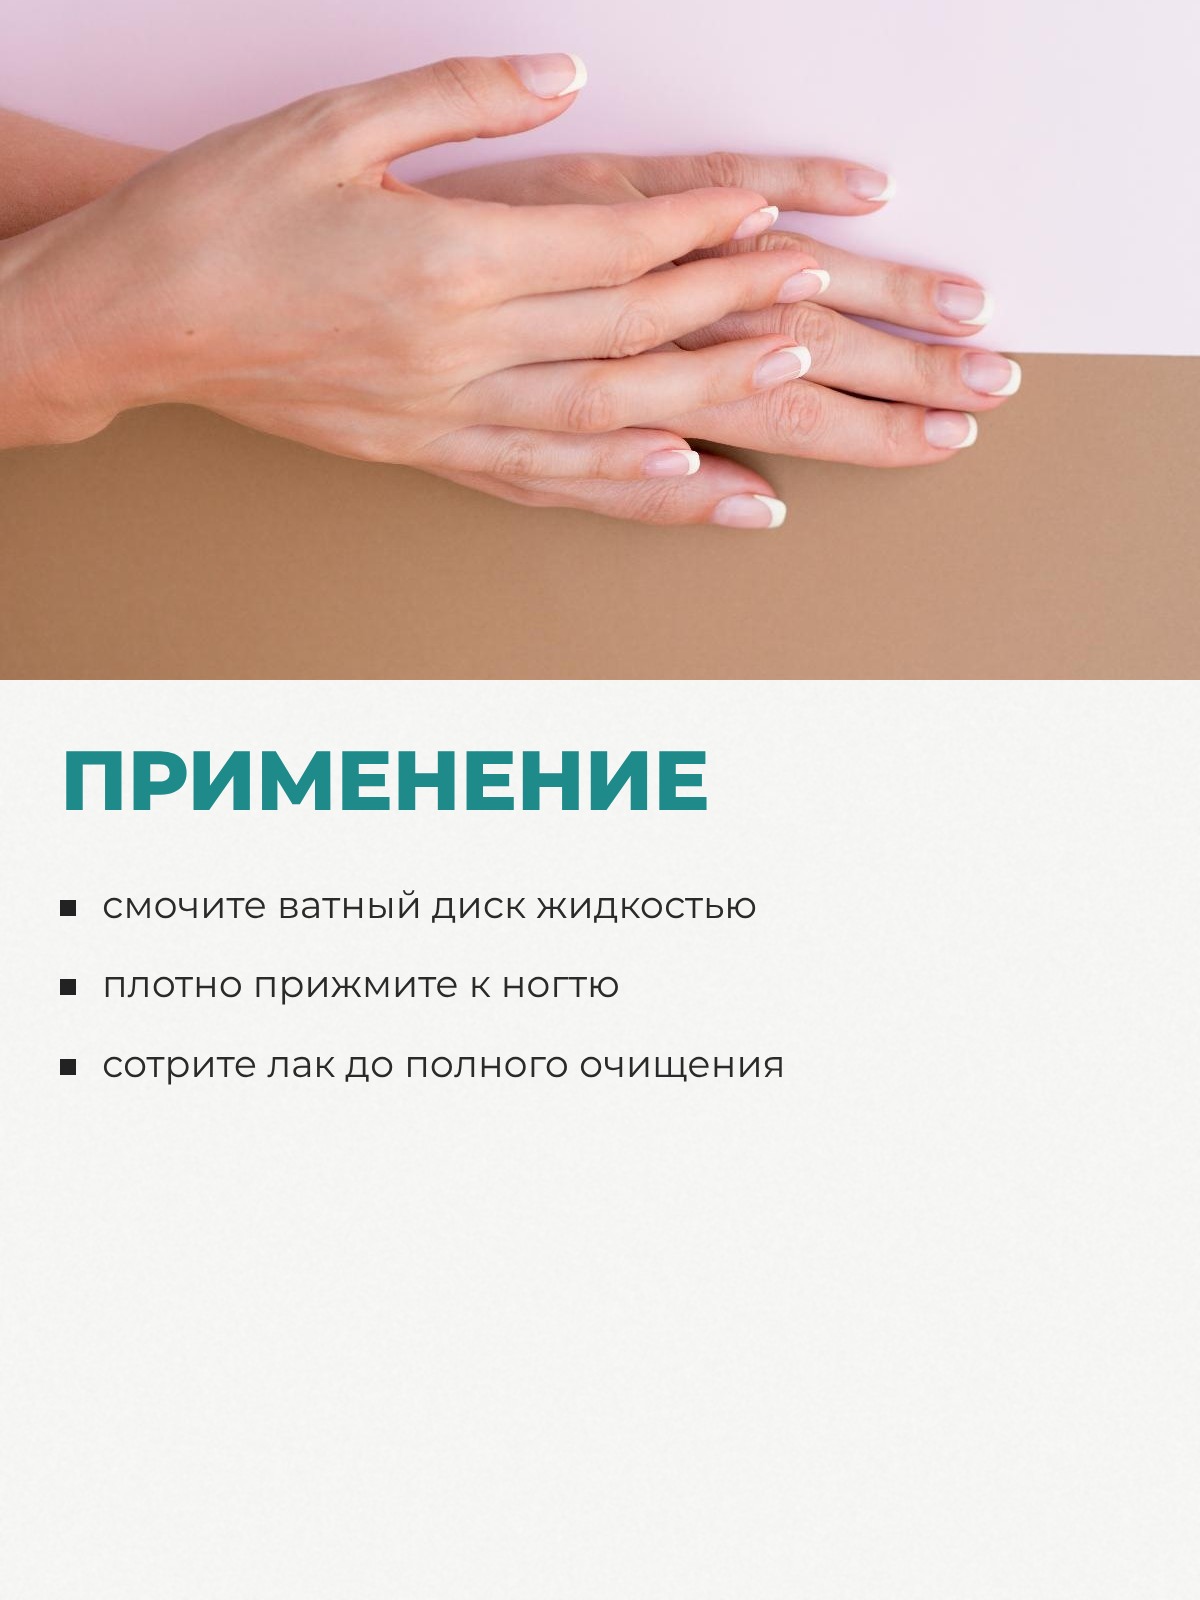 ПРИМЕНЕНИЕ
смочите ватный диск жидкостью
плотно прижмите к ногтю
сотрите лак до полного очищения